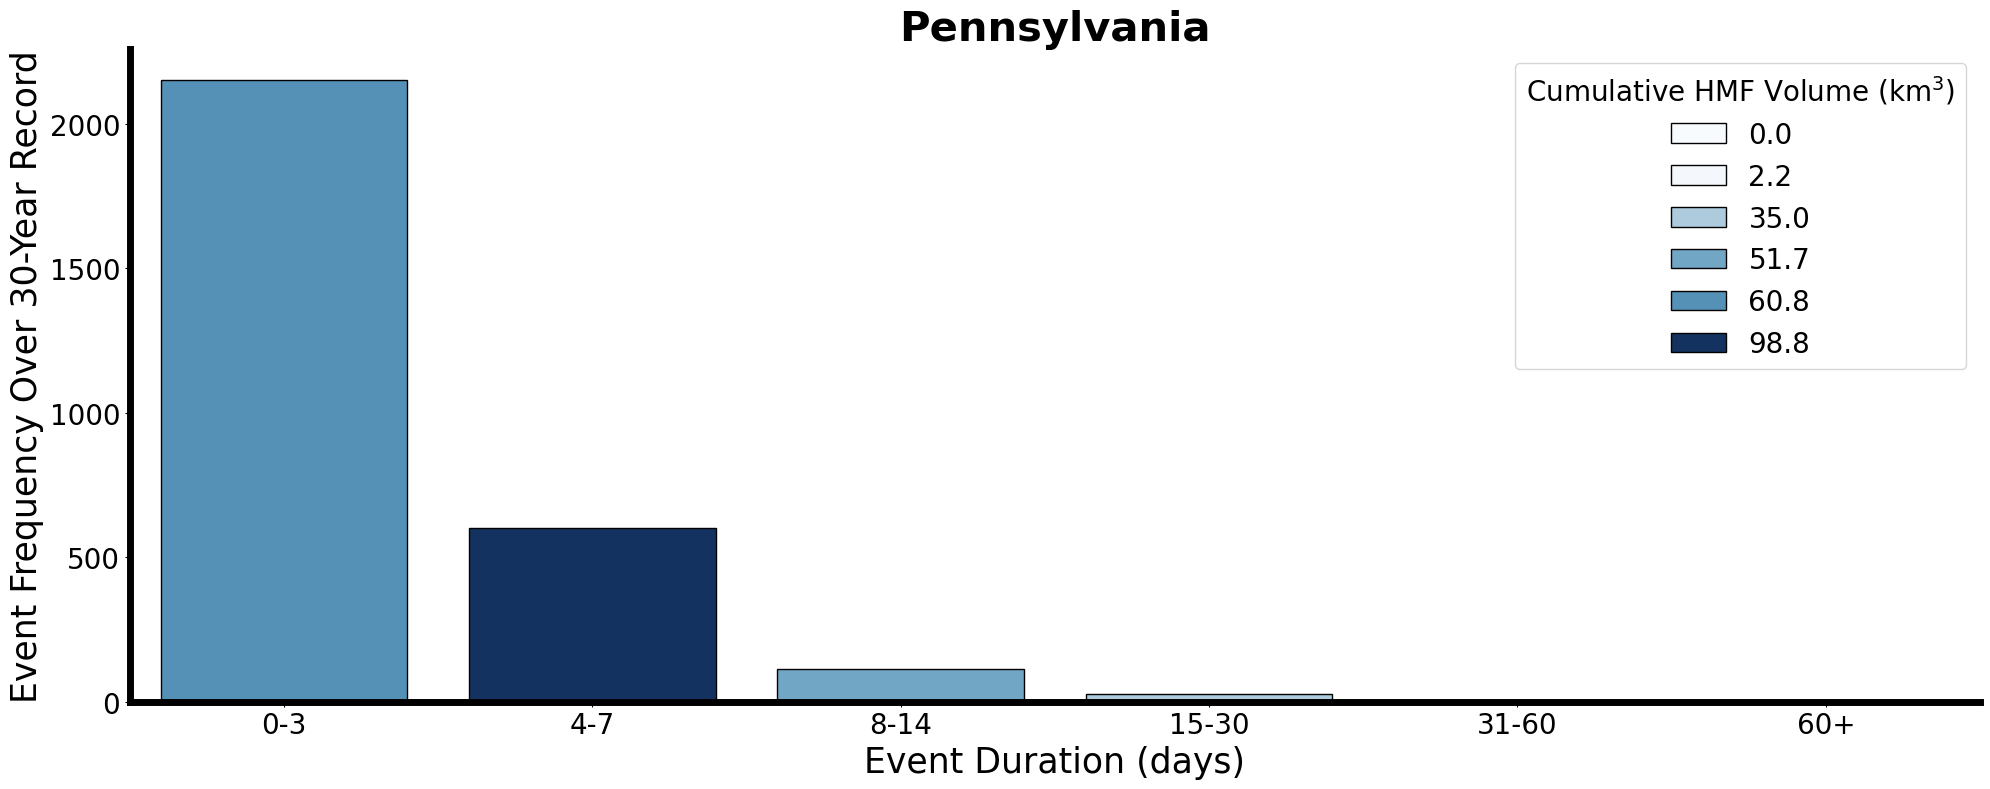 Pennsylvania
Event Frequency Over 30-Year Record
2000
1500
1000
500
0
Cumulative HMF Volume (km³)
0.0
2.2
35.0
51.7
60.8
98.8
0-3 4-7 8-14 15-30 31-60 60+
Event Duration (days)